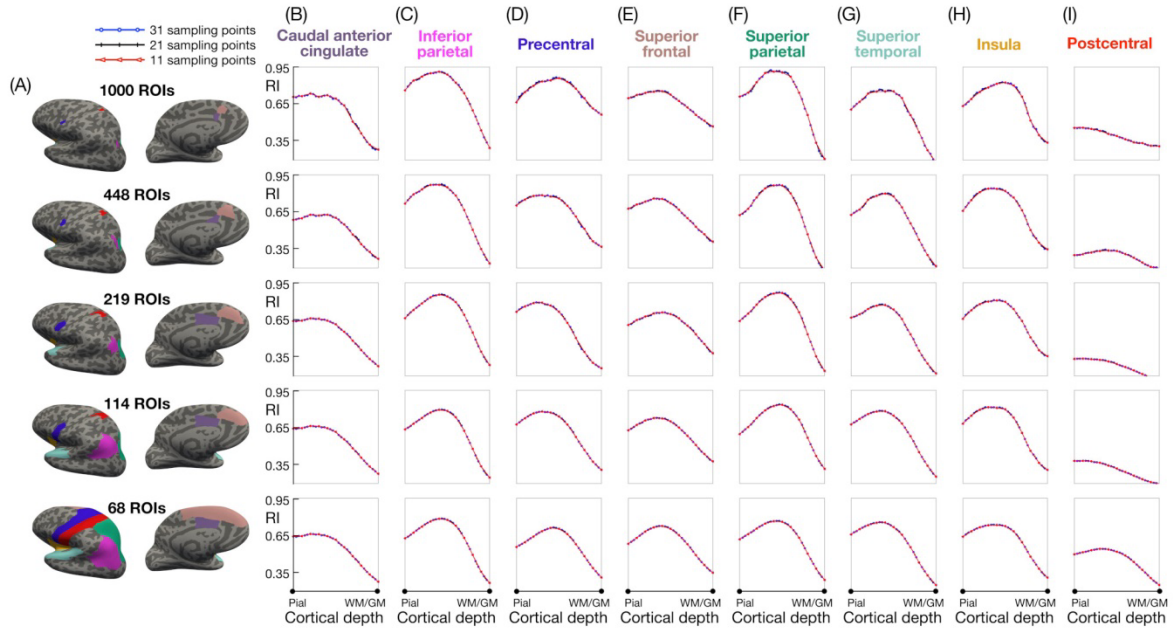 31 sampling points
21 sampling points
11 sampling points
(A)
(B)
Caudal anterior
cingulate
(C)
Inferior
parietal
(D)
Precentral
(E)
Superior
frontal
(F)
Superior
parietal
(G)
Superior
temporal
(H)
Insula
(I)
Postcentral
1000 ROIs
0.95
RI
0.65
0.35
448 ROIs
0.95
RI
0.65
0.35
219 ROIs
0.95
RI
0.65
0.35
114 ROIs
0.95
RI
0.65
0.35
68 ROIs
0.95
RI
0.65
0.35
Pial WM/GM
Cortical depth
Pial WM/GM
Cortical depth
Pial WM/GM
Cortical depth
Pial WM/GM
Cortical depth
Pial WM/GM
Cortical depth
Pial WM/GM
Cortical depth
Pial WM/GM
Cortical depth
Pial WM/GM
Cortical depth